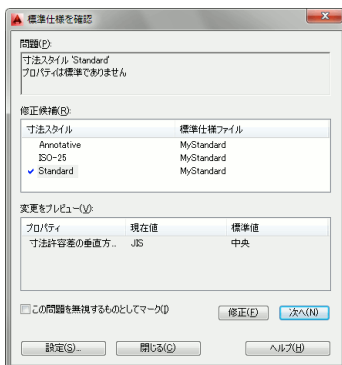 標準仕様を確認
問題(P):
寸法スタイル 'Standard'
プロパティは標準でありません
修正候補(R):
寸法スタイル 標準仕様ファイル
Annotative MyStandard
ISO-25 MyStandard
Standard MyStandard
変更をプレビュー(V):
プロパティ 現在値 標準値
寸法許容差の垂直方... JIS 中央
この問題を無視するものとしてマーク(I)
修正(F) 次へ(N)
設定(S)... 閉じる(C) ヘルプ(H)